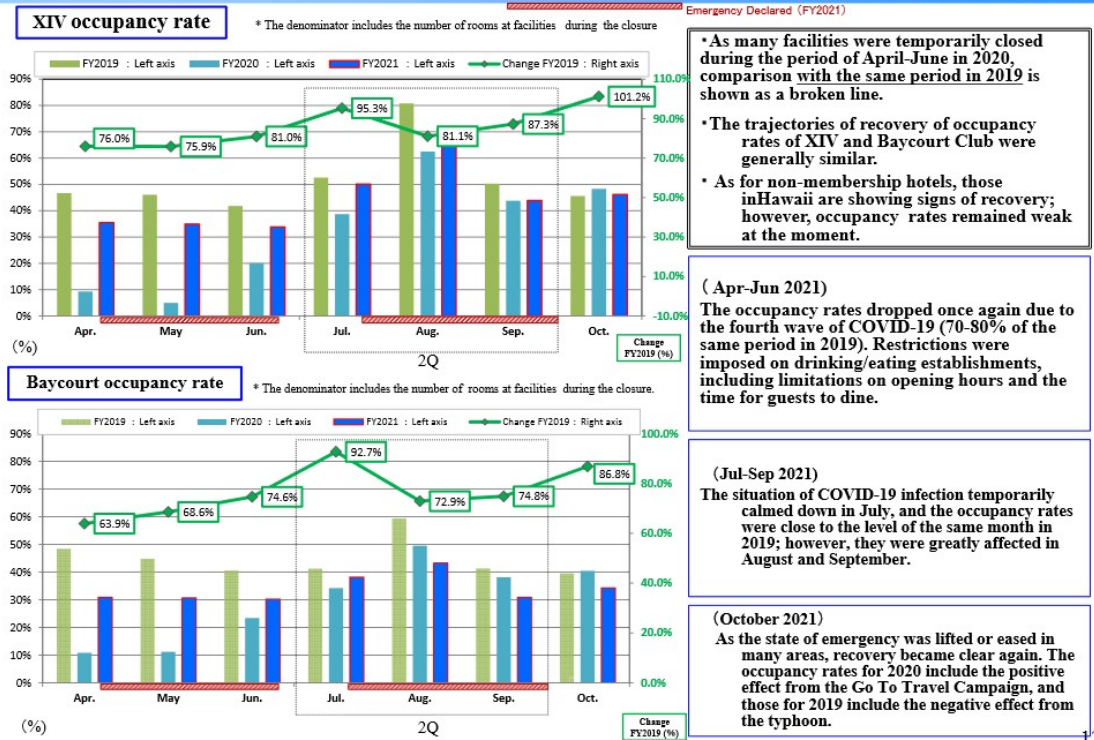 Emergency Declared (FY2021)
XIV occupancy rate
* The denominator includes the number of rooms at facilities during the closure
FY2019 : Left axis
FY2020 : Left axis
FY2021 : Left axis
Change FY2019 : Right axis
90%
80%
70%
60%
50%
40%
30%
20%
10%
0%
110.0%
90.0%
70.0%
50.0%
30.0%
10.0%
-10.0%
76.0%
75.9%
81.0%
95.3%
81.1%
87.3%
101.2%
Apr.
May
Jun.
Jul.
Aug.
Sep.
Oct.
(%)
2Q
Change
FY2019 (%)
Baycourt occupancy rate
* The denominator includes the number of rooms at facilities during the closure.
FY2019 : Left axis
FY2020 : Left axis
FY2021 : Left axis
Change FY2019 : Right axis
90%
80%
70%
60%
50%
40%
30%
20%
10%
0%
100.0%
80.0%
60.0%
40.0%
20.0%
0.0%
63.9%
68.6%
74.6%
92.7%
72.9%
74.8%
86.8%
Apr.
May
Jun.
Jul.
Aug.
Sep.
Oct.
(%)
2Q
Change
FY2019 (%)
・As many facilities were temporarily closed
during the period of April-June in 2020,
comparison with the same period in 2019 is
shown as a broken line.
・The trajectories of recovery of occupancy
rates of XIV and Baycourt Club were
generally similar.
・ As for non-membership hotels, those
inHawaii are showing signs of recovery;
however, occupancy rates remained weak
at the moment.
( Apr-Jun 2021)
The occupancy rates dropped once again due to
the fourth wave of COVID-19 (70-80% of the
same period in 2019). Restrictions were
imposed on drinking/eating establishments,
including limitations on opening hours and the
time for guests to dine.
(Jul-Sep 2021)
The situation of COVID-19 infection temporarily
calmed down in July, and the occupancy rates
were close to the level of the same month in
2019; however, they were greatly affected in
August and September.
(October 2021)
As the state of emergency was lifted or eased in
many areas, recovery became clear again. The
occupancy rates for 2020 include the positive
effect from the Go To Travel Campaign, and
those for 2019 include the negative effect from
the typhoon.